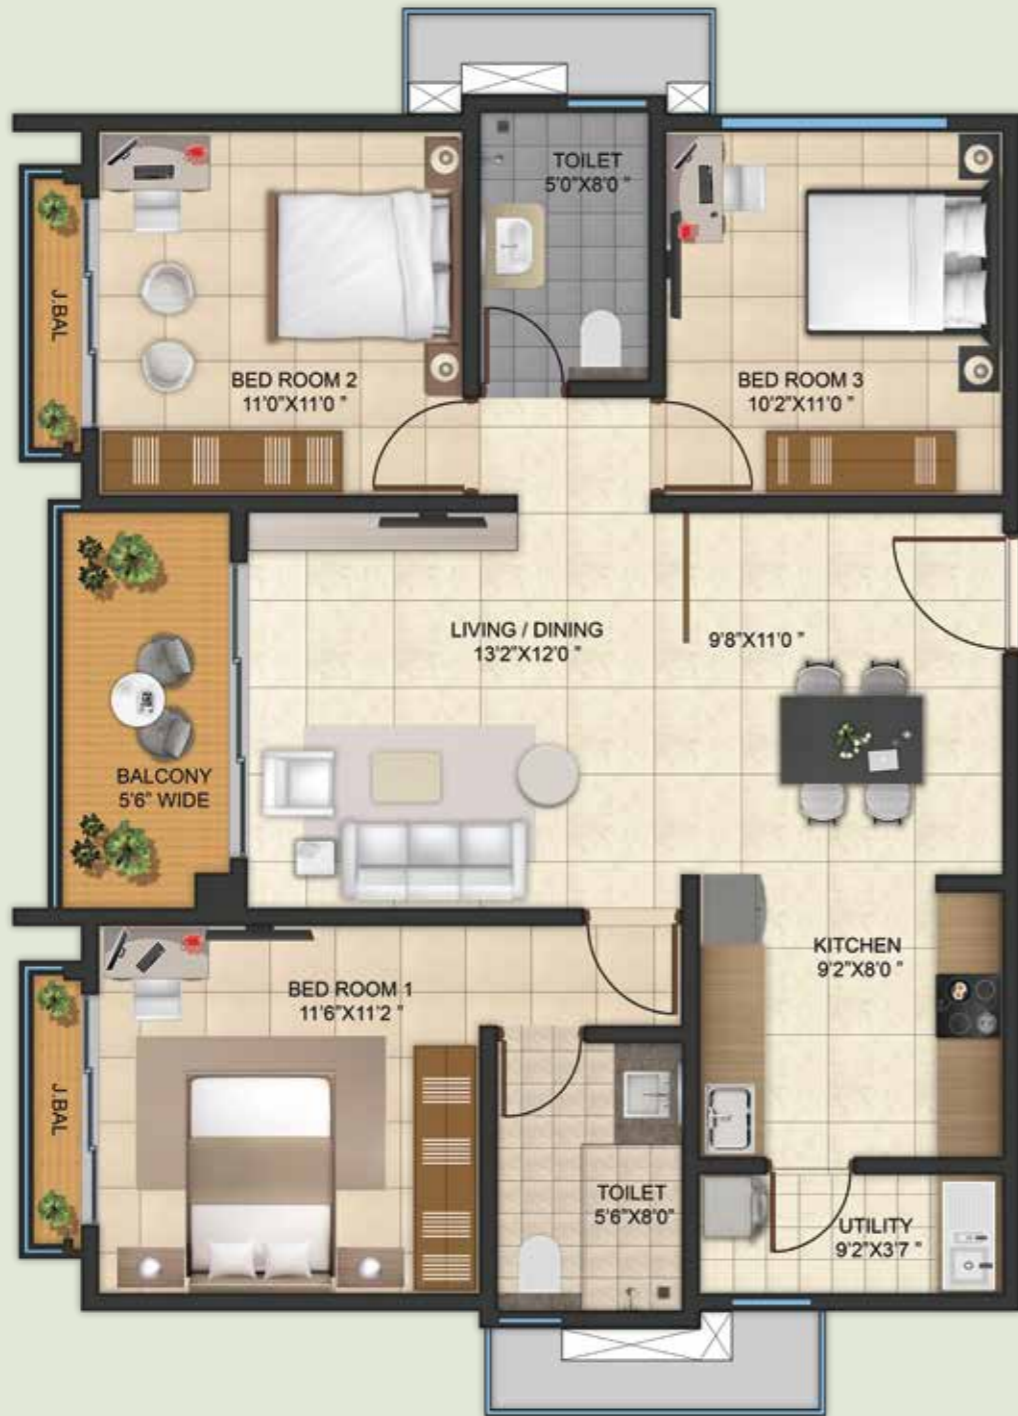 TOILET
5'0"X8'0 "
J.BAL
BED ROOM 2
11'0"X11'0 "
BED ROOM 3
10'2"X11'0 "
LIVING / DINING
13'2"X12'0 "
9'8"X11'0 "
BALCONY
5'6" WIDE
KITCHEN
9'2"X8'0 "
BED ROOM 1
11'6"X11'2 "
J.BAL
TOILET
5'6"X8'0"
UTILITY
9'2"X3'7 "